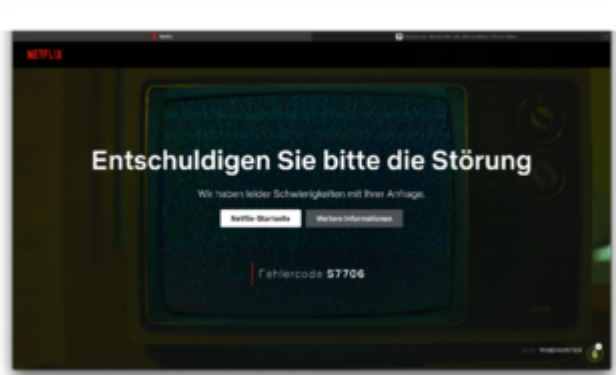 NETFLIX
Entschuldigen Sie bitte die Störung
Wir haben leider Schwierigkeiten mit Ihrer Anfrage.
Netflix-Startseite
Weitere Informationen
Fehlercode S7706
MINDHUNTER